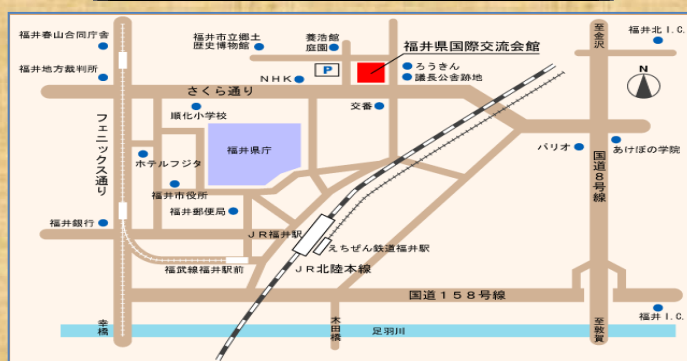 福井春山合同庁舎
福井市立郷土
歴史博物館
養浩館
庭園
福井県国際交流会館
至金沢
福井北I.C.
福井地方裁判所
NHK
P
ろうきん
議長公舎跡地
N
さくら通り
交番
順化小学校
フェニックス通り
福井県庁
バリオ
あけぼの学院
ホテルフジタ
国道8号線
福井市役所
福井郵便局
福井銀行
JR福井駅
えちぜん鉄道福井駅
福武線福井駅前
JR北陸本線
国道158号線
幸橋
木田橋
足羽川
至敦賀
福井I.C.